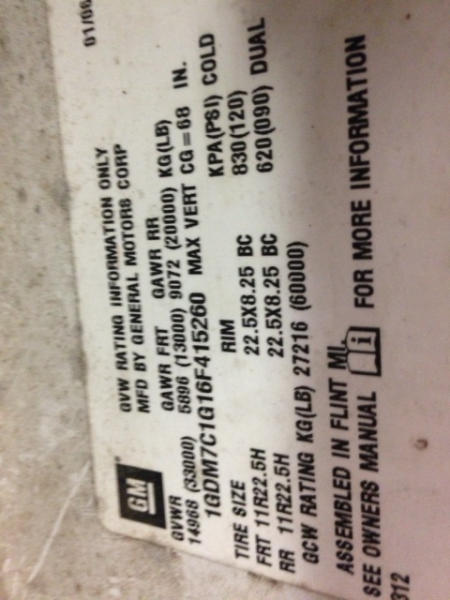 01/06
GVW RATING INFORMATION ONLY
MFD BY GENERAL MOTORS CORP
GM
GVWR GAWR FRT GAWR RR KG(LB)
14968 (33000) 5896 (13000) 9072 (20000) CG=68 IN.
1GDM7C1G16F415260 MAX VERT
TIRE SIZE RIM KPA(PSI) COLD
FRT 11R22.5H 22.5X8.25 BC 830(120)
RR 11R22.5H 22.5X8.25 BC 620(090) DUAL
GCW RATING KG(LB) 27216 (60000)
ASSEMBLED IN FLINT MI.
SEE OWNERS MANUAL i FOR MORE INFORMATION
312